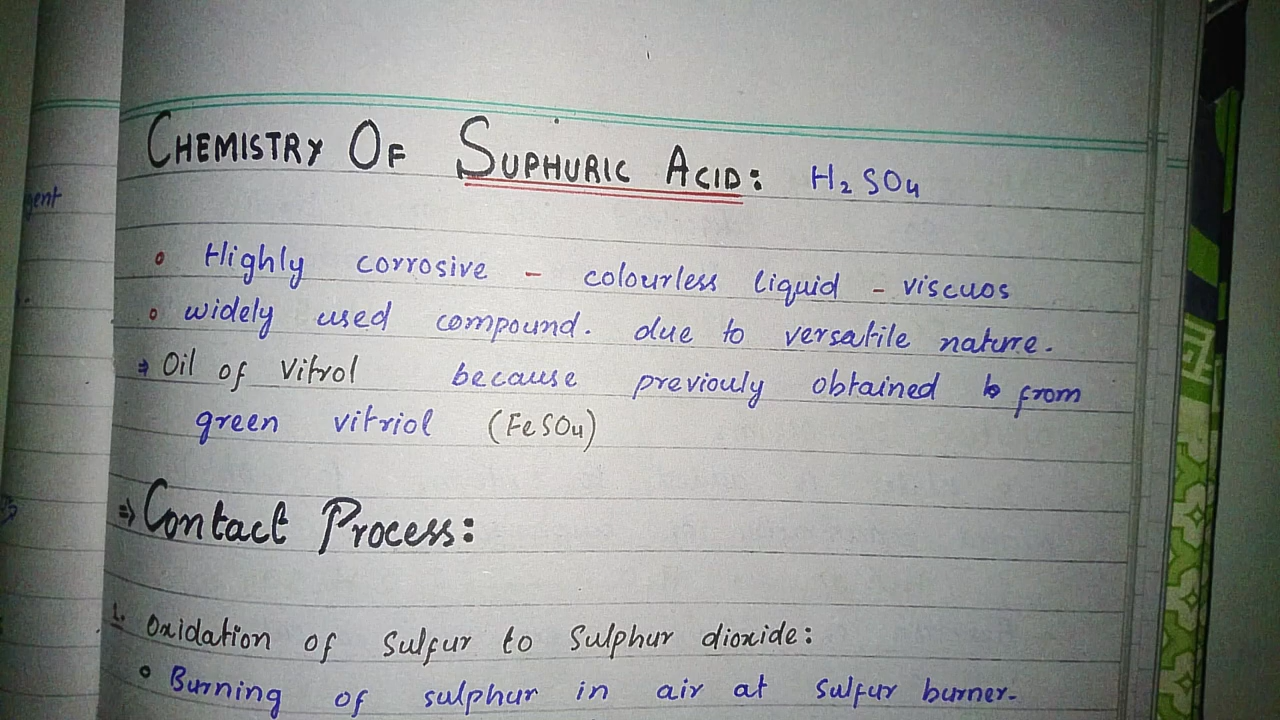 CHEMISTRY OF SUPHURIC ACID: H₂SO₄
gent
• Highly corrosive - colourless liquid - viscuos
• widely used compound. due to versatile nature.
⇒ Oil of Vitrol because previouly obtained from
green vitriol (FeSO₄)
⇒ Contact Process:
1. Oxidation of Sulfur to Sulphur dioxide:
• Burning of sulphur in air at sulfur burner.